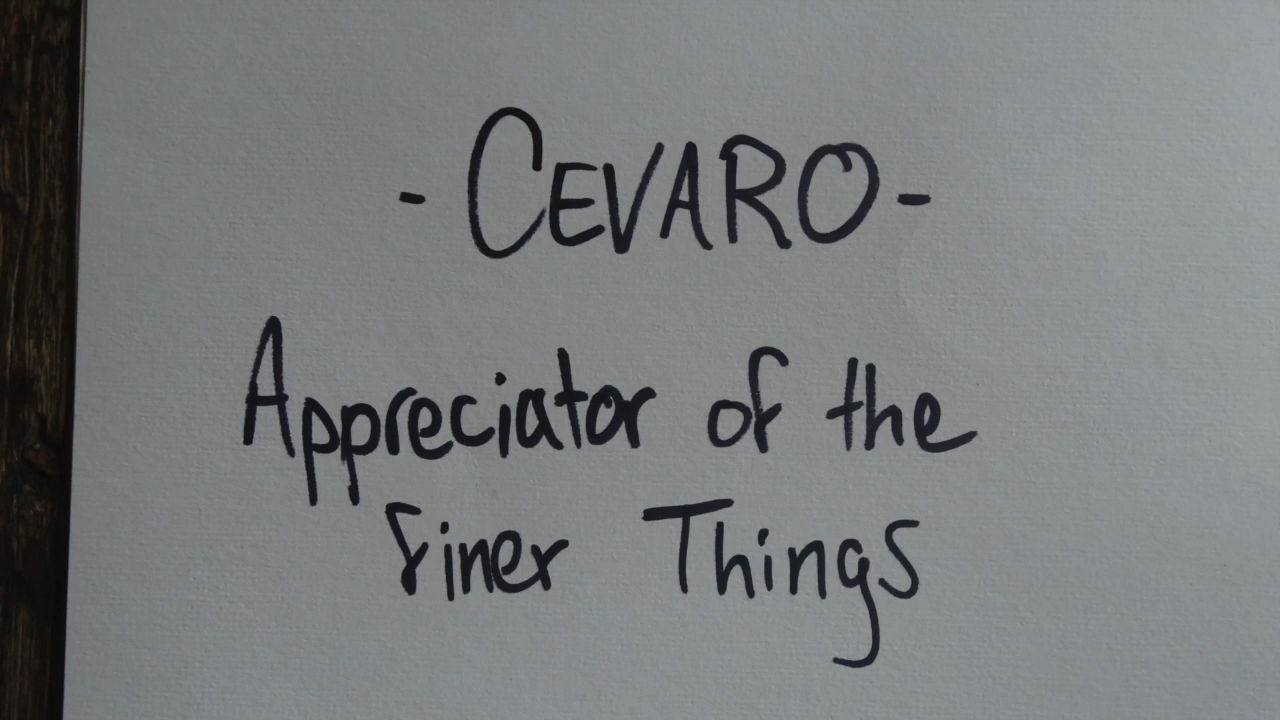 - CEVARO -
Appreciator of the
Finer Things